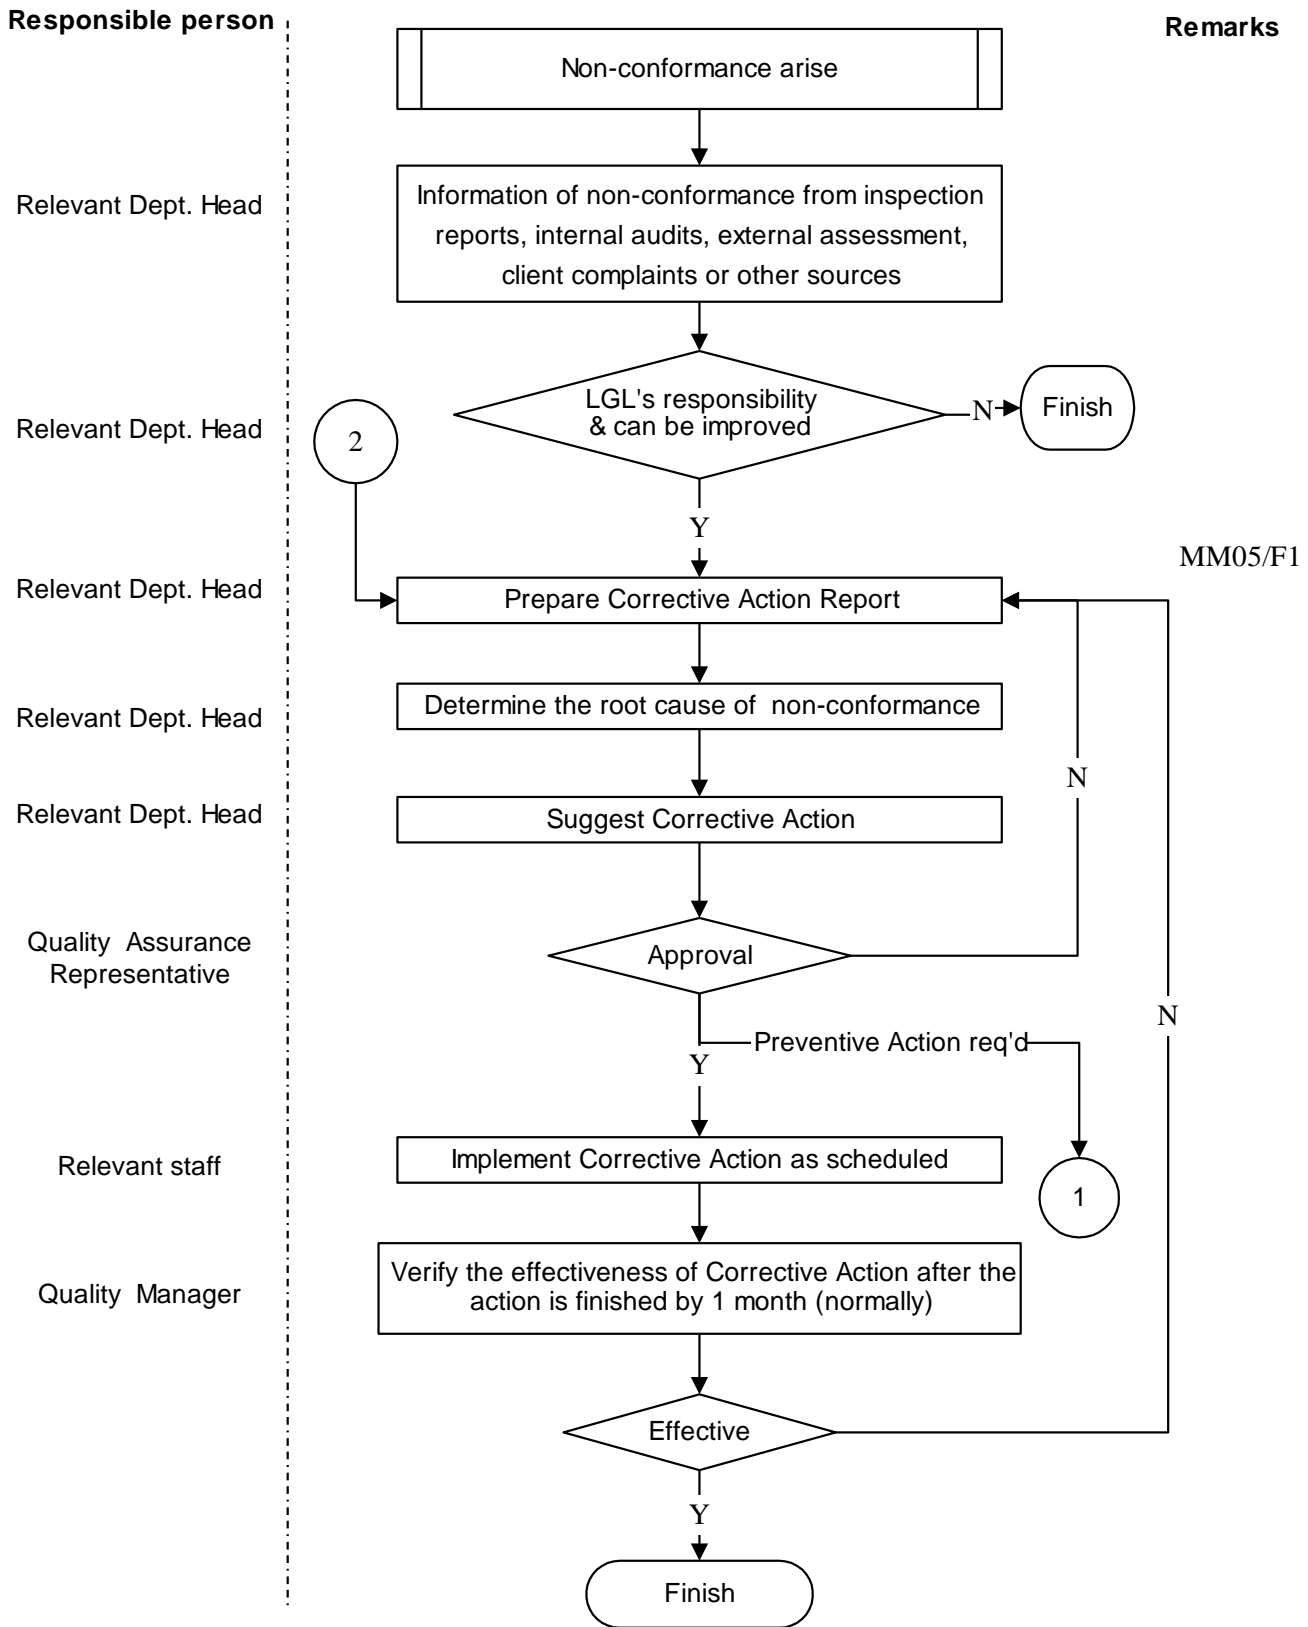 Responsible person
Remarks
Non-conformance arise
Relevant Dept. Head
Information of non-conformance from inspection
reports, internal audits, external assessment,
client complaints or other sources
Relevant Dept. Head
LGL's responsibility
& can be improved
N
Finish
2
Y
MM05/F1
Relevant Dept. Head
Prepare Corrective Action Report
Relevant Dept. Head
Determine the root cause of non-conformance
N
Relevant Dept. Head
Suggest Corrective Action
Quality Assurance
Representative
Approval
N
Preventive Action req'd
Y
Relevant staff
Implement Corrective Action as scheduled
1
Quality Manager
Verify the effectiveness of Corrective Action after the
action is finished by 1 month (normally)
Effective
Y
Finish